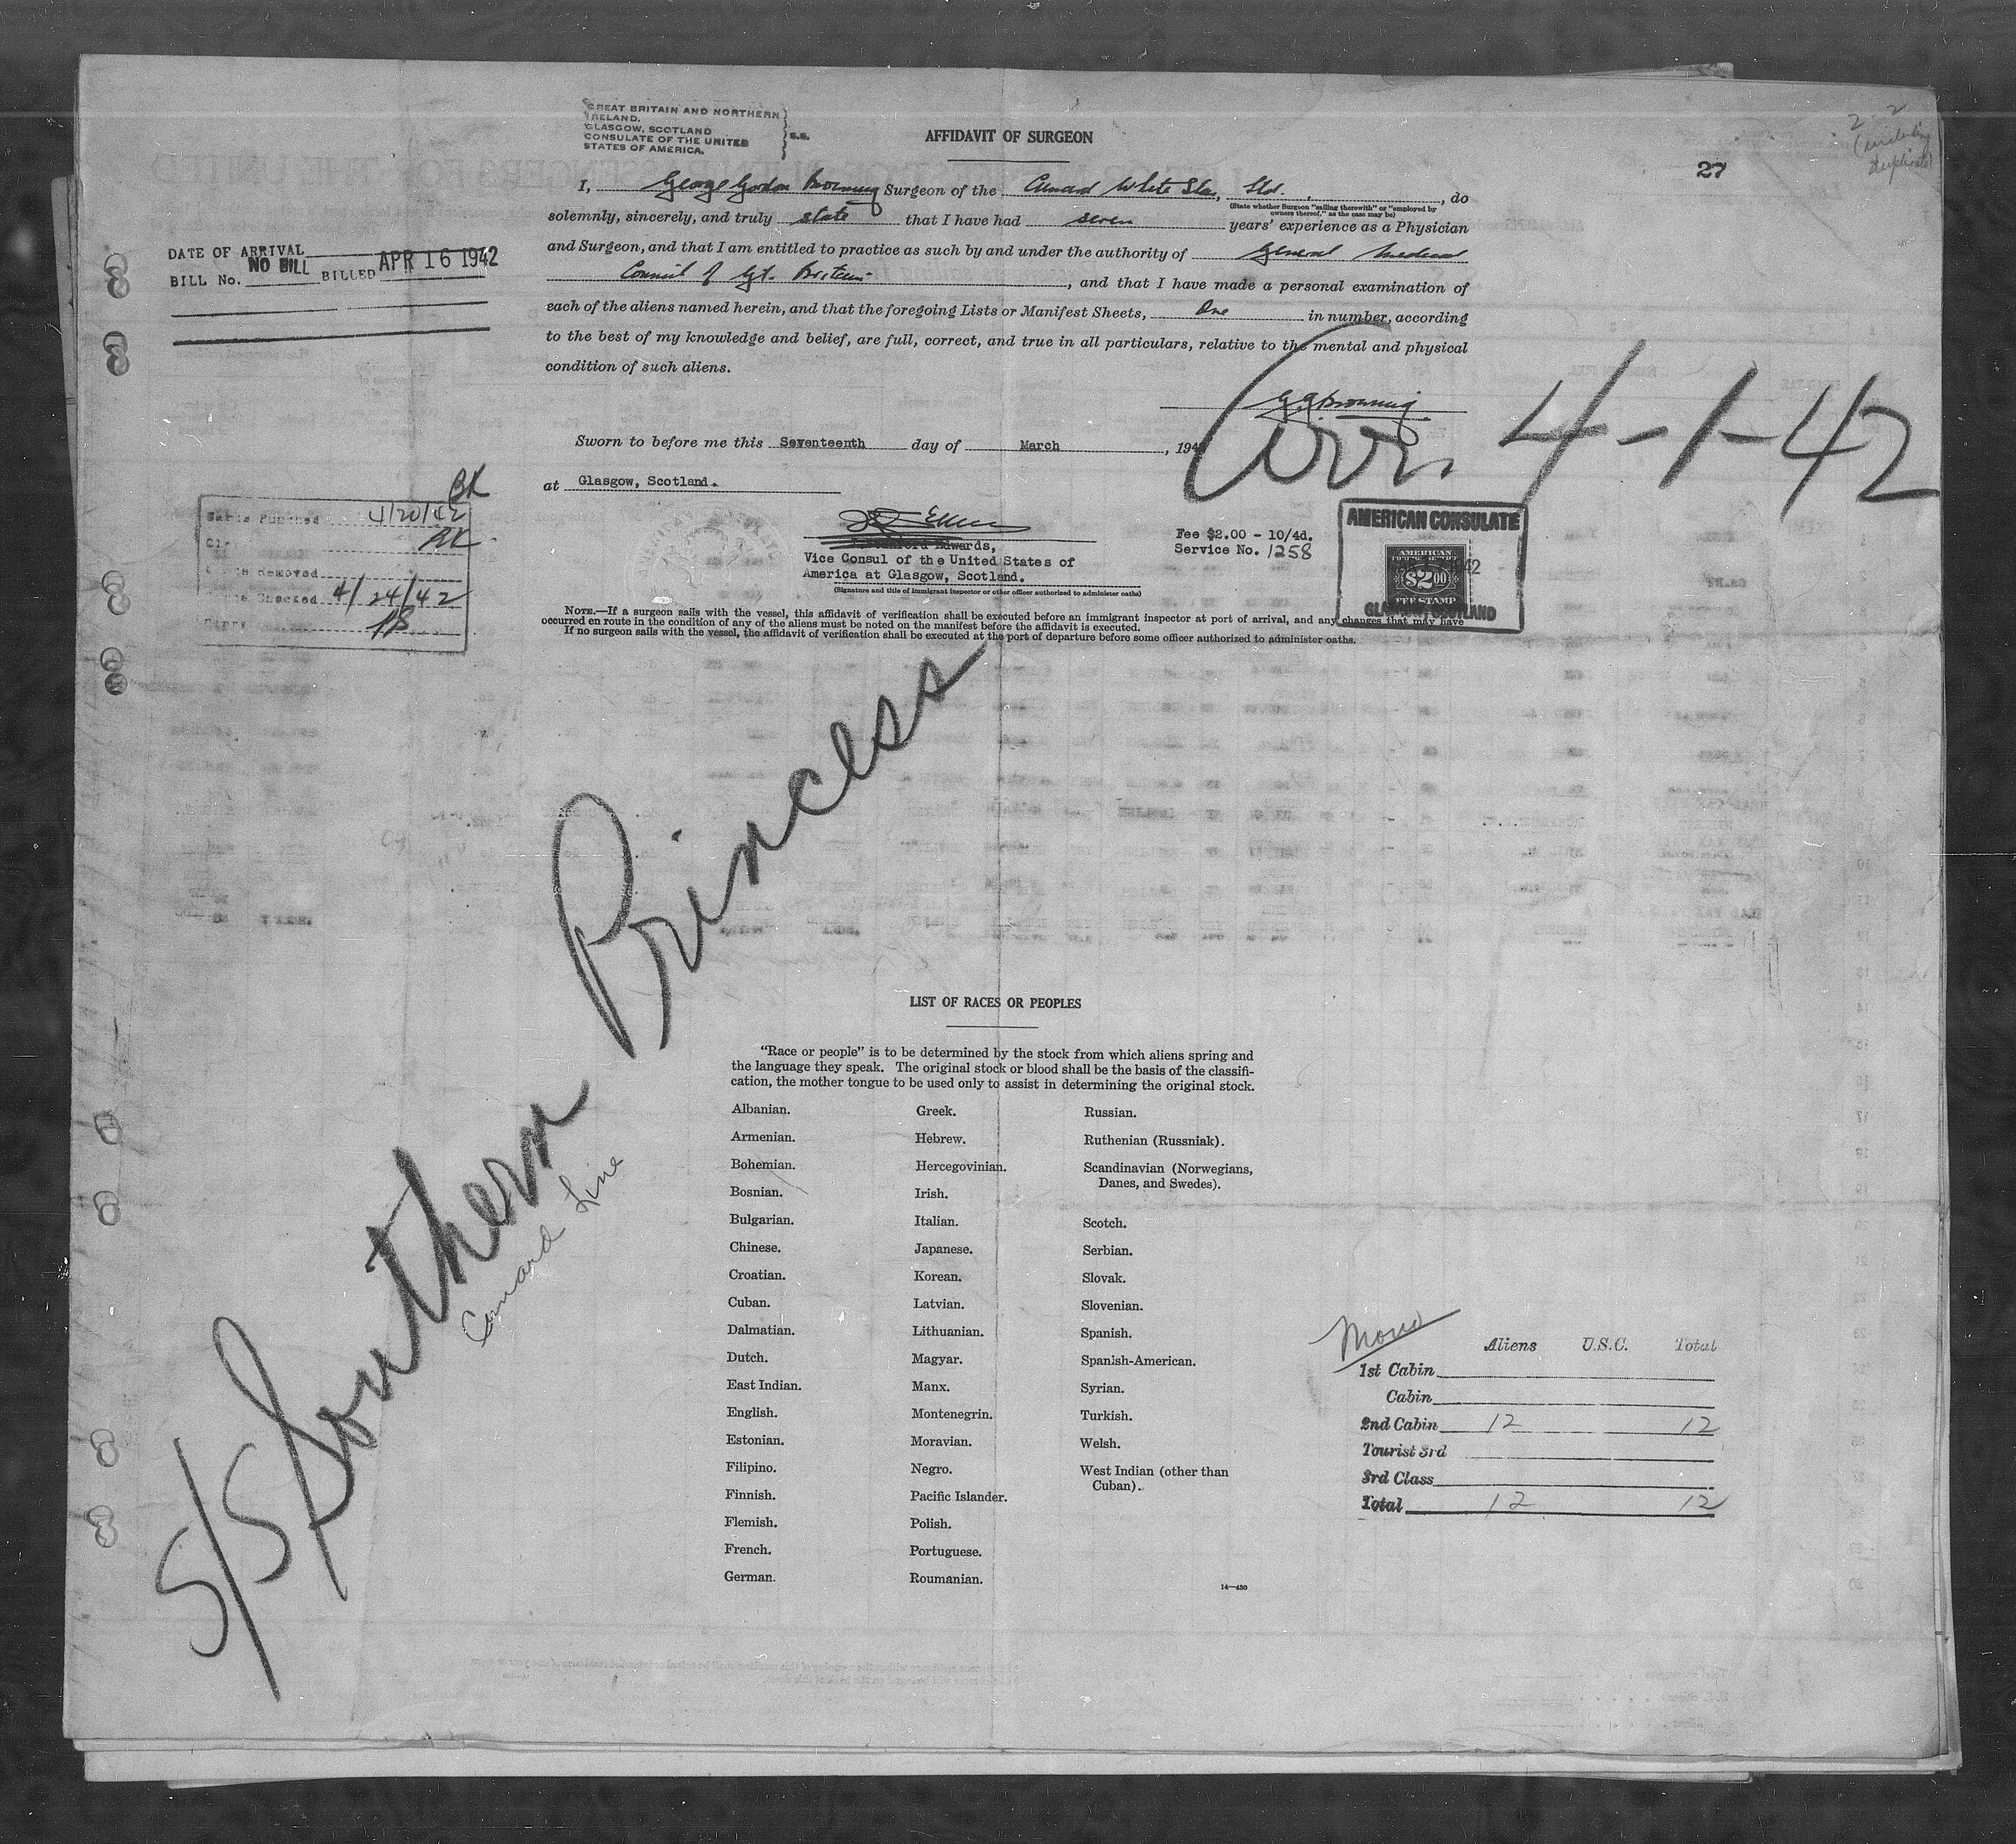 GREAT BRITAIN AND NORTHERN
IRELAND.
GLASGOW, SCOTLAND
CONSULATE OF THE UNITED
STATES OF AMERICA.
S.S.
AFFIDAVIT OF SURGEON
2 - 2
(including
duplicate)
27
I, George Gordon Browning Surgeon of the Cunard White Star, Ltd. , do
(State whether Surgeon "sailing therewith" or "employed by
owners thereof," as the case may be)
solemnly, sincerely, and truly state that I have had seven years' experience as a Physician
and Surgeon, and that I am entitled to practice as such by and under the authority of General Medical
Council of Gt. Britain , and that I have made a personal examination of
each of the aliens named herein, and that the foregoing Lists or Manifest Sheets, One in number, according
to the best of my knowledge and belief, are full, correct, and true in all particulars, relative to the mental and physical
condition of such aliens.
DATE OF ARRIVAL
BILL No. NO BILL BILLED APR 16 1942
G.G. Browning.
Sworn to before me this Seventeenth day of March , 194
at Glasgow, Scotland.
Arr. 4-1-42
Edwards,
Vice Consul of the United States of
America at Glasgow, Scotland.
(Signature and title of immigrant inspector or other officer authorized to administer oaths)
Fee $2.00 - 10/4d.
Service No. 1258
AMERICAN CONSULATE
AMERICAN
$2.00
FEE STAMP
GLASGOW, SCOTLAND
BK
Cards Punched 4/20/42
Clr. BK
Removed
Checked 4/24/42
Clerk
NOTE.—If a surgeon sails with the vessel, this affidavit of verification shall be executed before an immigrant inspector at port of arrival, and any changes that may have
occurred en route in the condition of any of the aliens must be noted on the manifest before the affidavit is executed.
If no surgeon sails with the vessel, the affidavit of verification shall be executed at the port of departure before some officer authorized to administer oaths.
S/S Southern Princess
Cunard Line
LIST OF RACES OR PEOPLES
"Race or people" is to be determined by the stock from which aliens spring and
the language they speak. The original stock or blood shall be the basis of the classifi-
cation, the mother tongue to be used only to assist in determining the original stock.
Albanian.
Armenian.
Bohemian.
Bosnian.
Bulgarian.
Chinese.
Croatian.
Cuban.
Dalmatian.
Dutch.
East Indian.
English.
Estonian.
Filipino.
Finnish.
Flemish.
French.
German.
Greek.
Hebrew.
Hercegovinian.
Irish.
Italian.
Japanese.
Korean.
Latvian.
Lithuanian.
Magyar.
Manx.
Montenegrin.
Moravian.
Negro.
Pacific Islander.
Polish.
Portuguese.
Roumanian.
Russian.
Ruthenian (Russniak).
Scandinavian (Norwegians,
Danes, and Swedes).
Scotch.
Serbian.
Slovak.
Slovenian.
Spanish.
Spanish-American.
Syrian.
Turkish.
Welsh.
West Indian (other than
Cuban).
14—430
Aliens U.S.C. Total
1st Cabin
Cabin
2nd Cabin 12 12
Tourist 3rd
3rd Class
Total 12 12